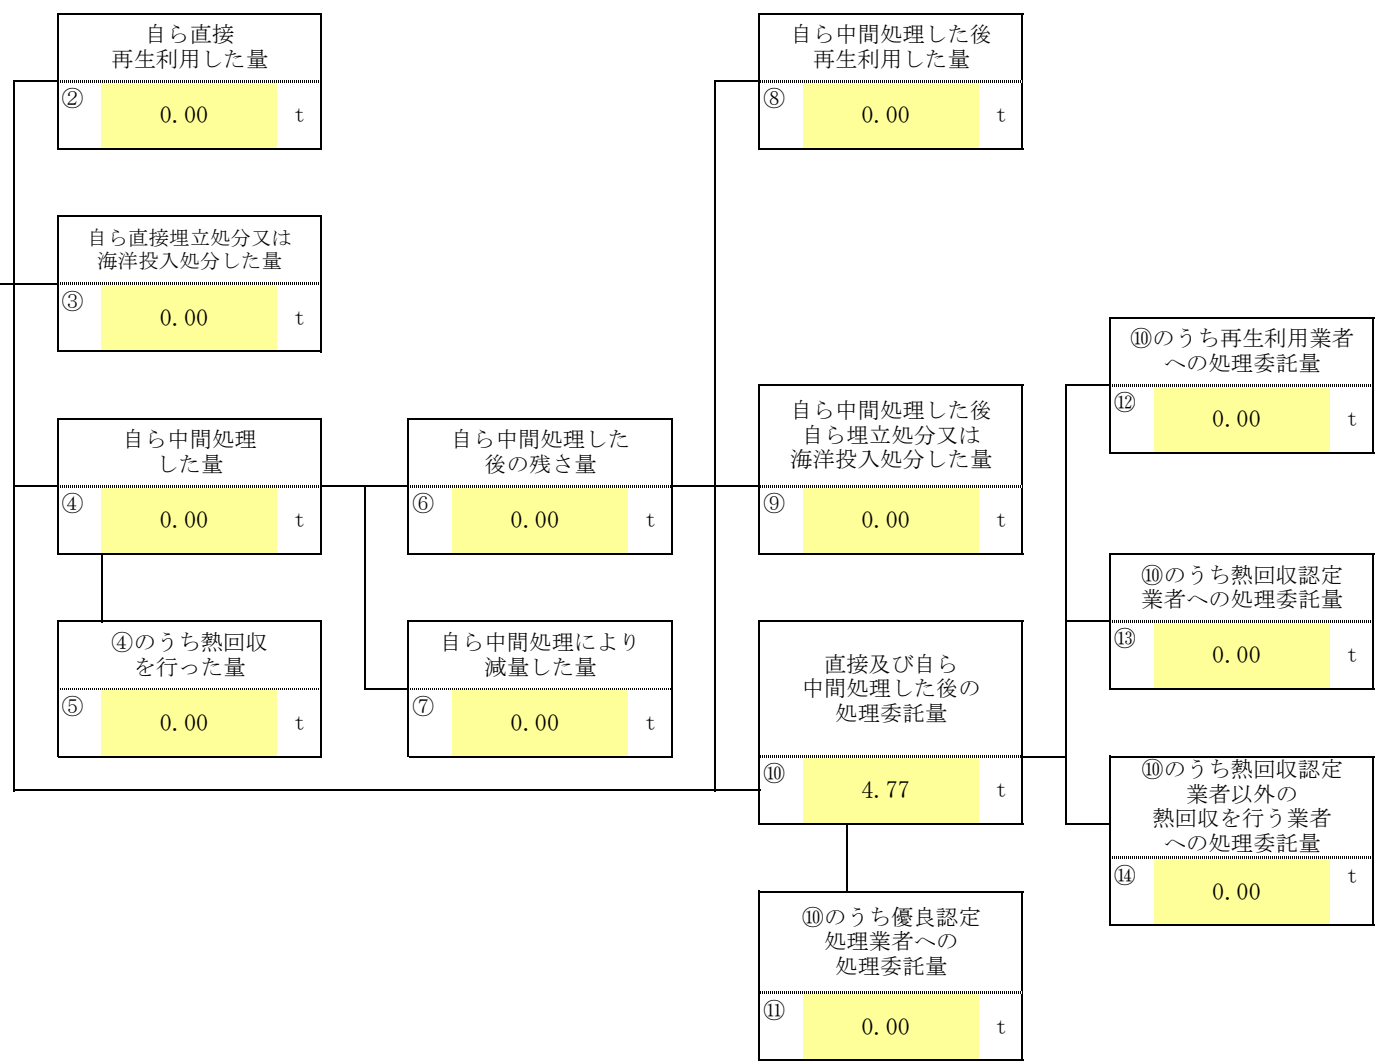 自ら直接
再生利用した量
②
0.00
t
自ら直接埋立処分又は
海洋投入処分した量
③
0.00
t
自ら中間処理
した量
④
0.00
t
④のうち熱回収
を行った量
⑤
0.00
t
自ら中間処理した
後の残さ量
⑥
0.00
t
自ら中間処理により
減量した量
⑦
0.00
t
自ら中間処理した後
再生利用した量
⑧
0.00
t
自ら中間処理した後
自ら埋立処分又は
海洋投入処分した量
⑨
0.00
t
直接及び自ら
中間処理した後の
処理委託量
⑩
4.77
t
⑩のうち優良認定
処理業者への
処理委託量
⑪
0.00
t
⑩のうち再生利用業者
への処理委託量
⑫
0.00
t
⑩のうち熱回収認定
業者への処理委託量
⑬
0.00
t
⑩のうち熱回収認定
業者以外の
熱回収を行う業者
への処理委託量
⑭
0.00
t